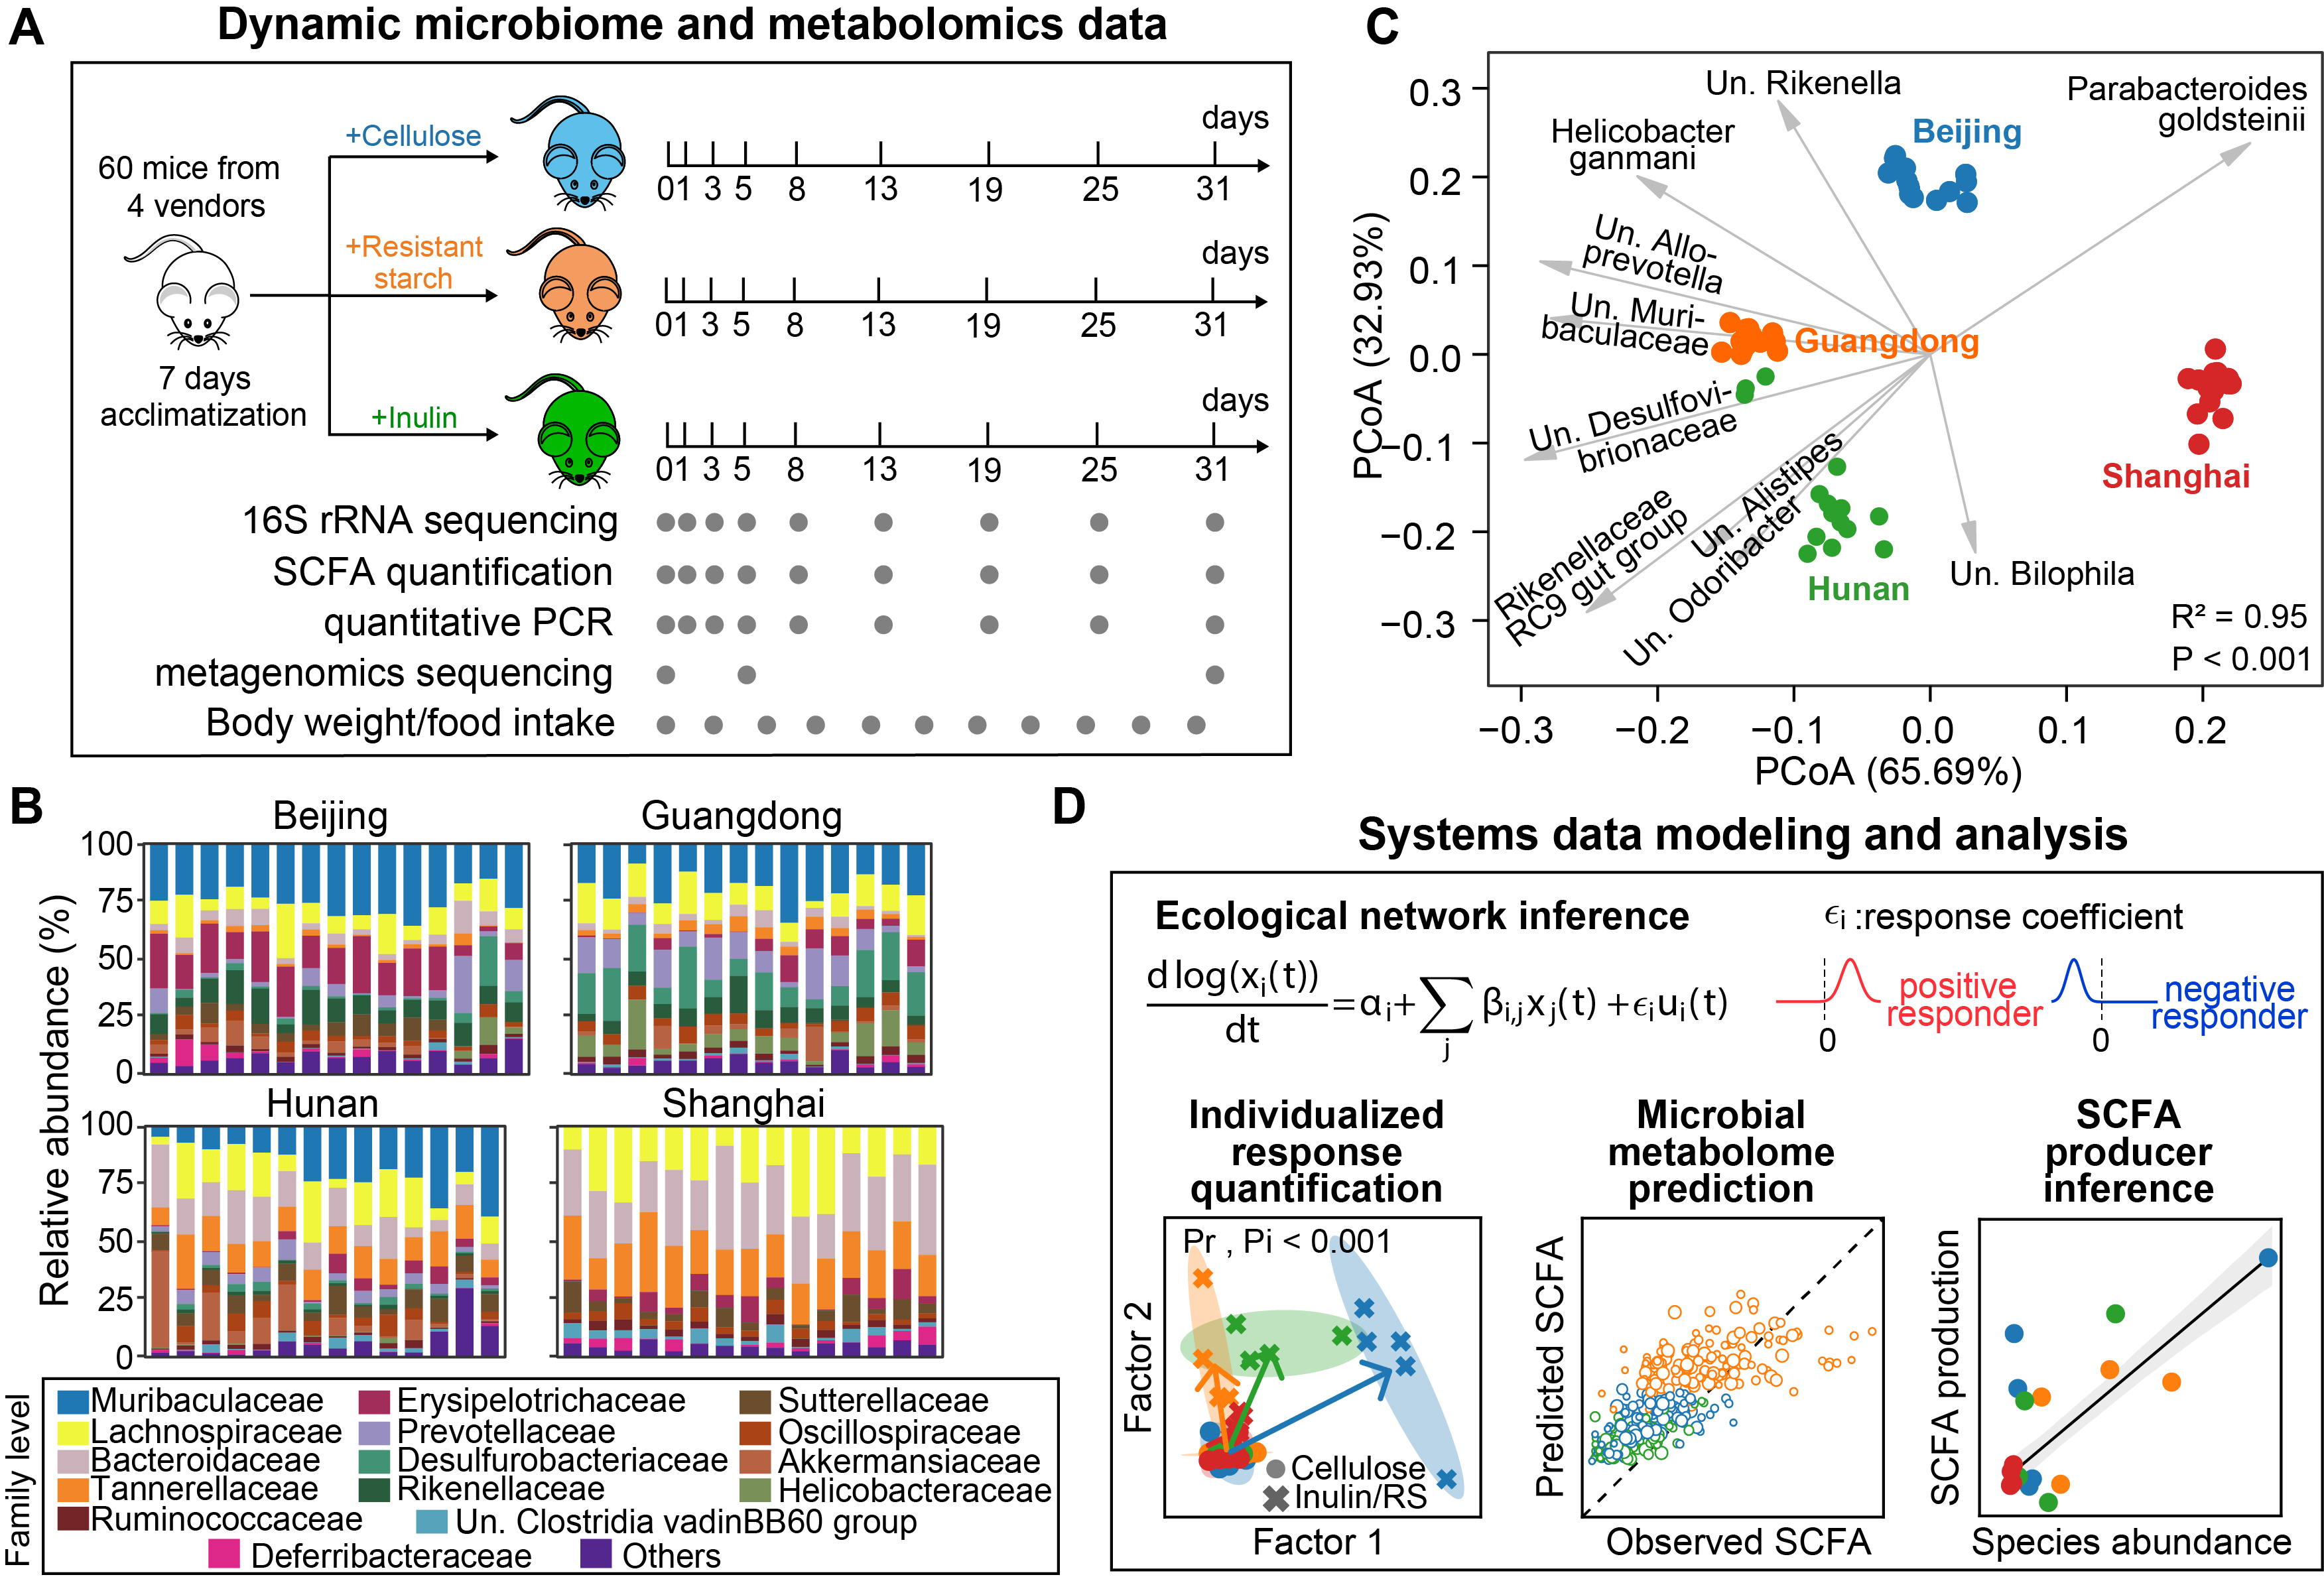 A
Dynamic microbiome and metabolomics data
60 mice from
4 vendors
7 days
acclimatization
+Cellulose
days
0 1 3 5 8 13 19 25 31
+Resistant
starch
days
0 1 3 5 8 13 19 25 31
+Inulin
days
0 1 3 5 8 13 19 25 31
16S rRNA sequencing
SCFA quantification
quantitative PCR
metagenomics sequencing
Body weight/food intake
C
PCoA (32.93%)
0.3
0.2
0.1
0.0
−0.1
−0.2
−0.3
Un. Rikenella
Parabacteroides
goldsteinii
Helicobacter
ganmani
Beijing
Un. Allo-
prevotella
Un. Muri-
baculaceae
Guangdong
Un. Desulfovi-
brionaceae
Shanghai
Un. Alistipes
Rikenellaceae
RC9 gut group
Un. Odoribacter
Hunan
Un. Bilophila
R² = 0.95
P < 0.001
−0.3 −0.2 −0.1 0.0 0.1 0.2
PCoA (65.69%)
B
Relative abundance (%)
Beijing
Guangdong
100
75
50
25
0
Hunan
Shanghai
100
75
50
25
0
Family level
Muribaculaceae
Erysipelotrichaceae
Sutterellaceae
Lachnospiraceae
Prevotellaceae
Oscillospiraceae
Bacteroidaceae
Desulfurobacteriaceae
Akkermansiaceae
Tannerellaceae
Rikenellaceae
Helicobacteraceae
Ruminococcaceae
Un. Clostridia vadinBB60 group
Deferribacteraceae
Others
D
Systems data modeling and analysis
Ecological network inference
d log(xi(t))
dt
=αi+∑j βi,jxj(t) +ϵiui(t)
ϵi :response coefficient
positive
responder
0
negative
responder
0
Individualized
response
quantification
Pr , Pi < 0.001
Factor 2
Cellulose
Inulin/RS
Factor 1
Microbial
metabolome
prediction
Predicted SCFA
Observed SCFA
SCFA
producer
inference
SCFA production
Species abundance